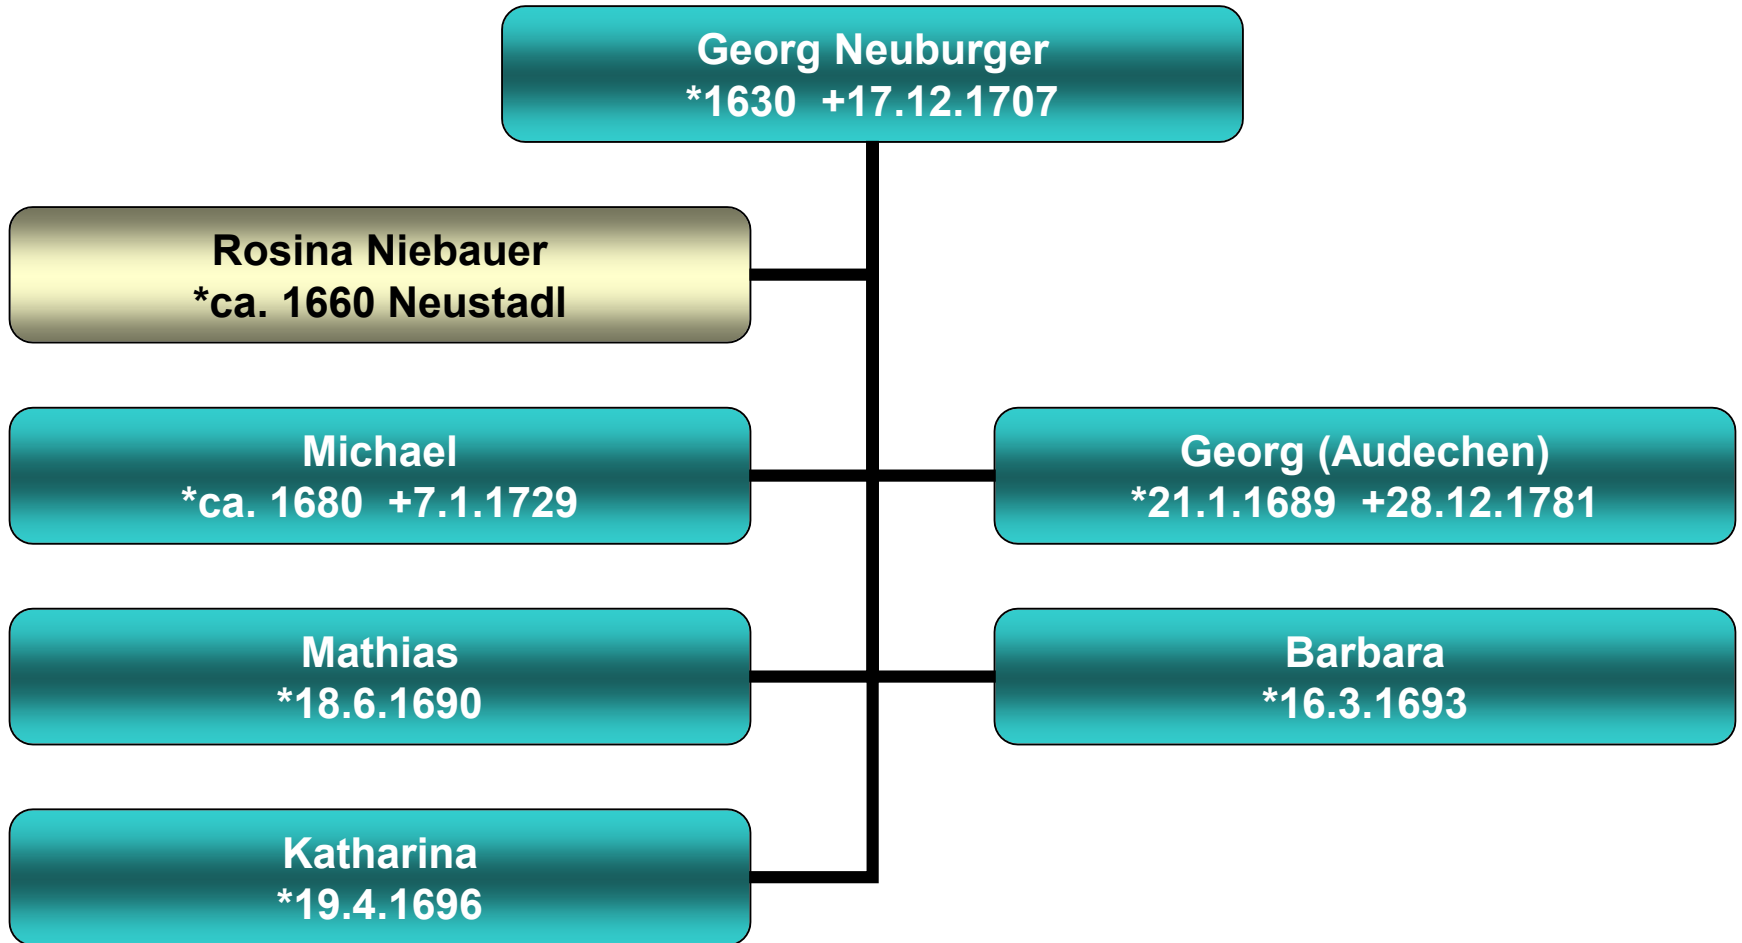 Georg Neuburger
*1630  +17.12.1707
Rosina Niebauer
*ca. 1660 Neustadl
Michael
*ca. 1680  +7.1.1729
Georg (Audechen)
*21.1.1689  +28.12.1781
Mathias
*18.6.1690
Barbara
*16.3.1693
Katharina
*19.4.1696